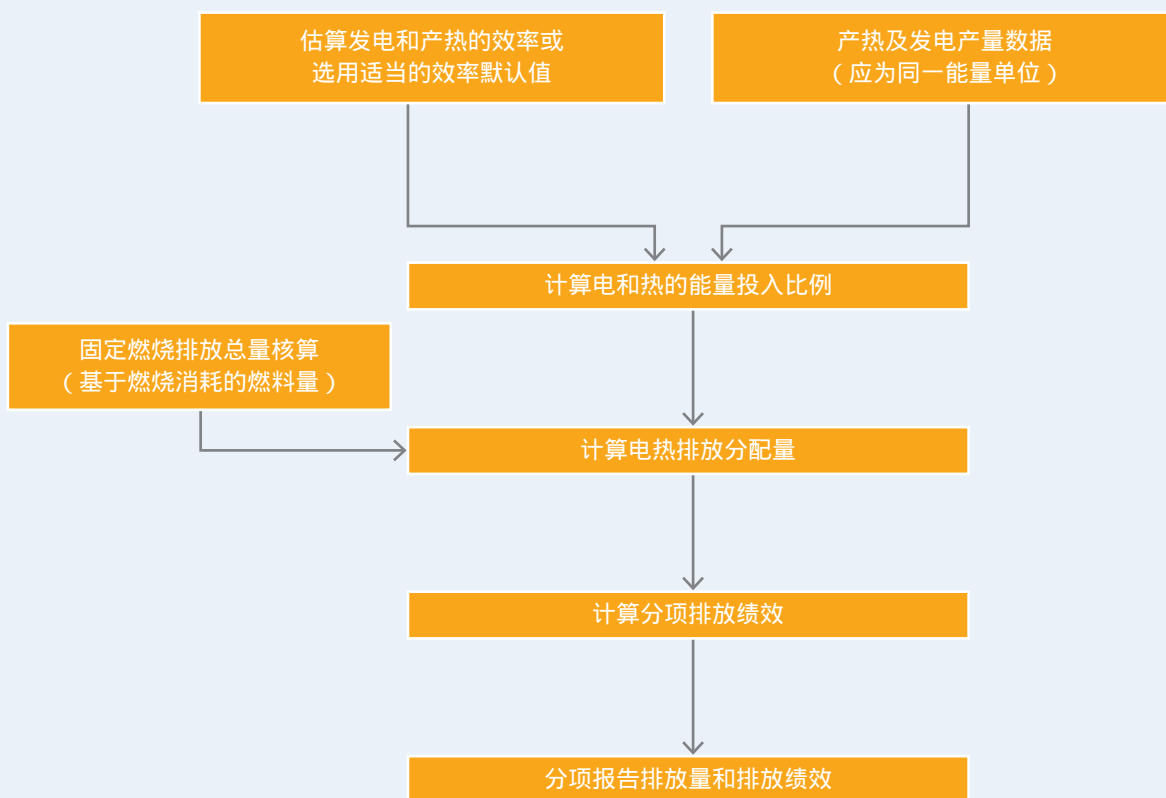 估算发电和产热的效率或
选用适当的效率默认值
产热及发电产量数据
（应为同一能量单位）
计算电和热的能量投入比例
固定燃烧排放总量核算
（基于燃烧消耗的燃料量）
计算电热排放分配量
计算分项排放绩效
分项报告排放量和排放绩效